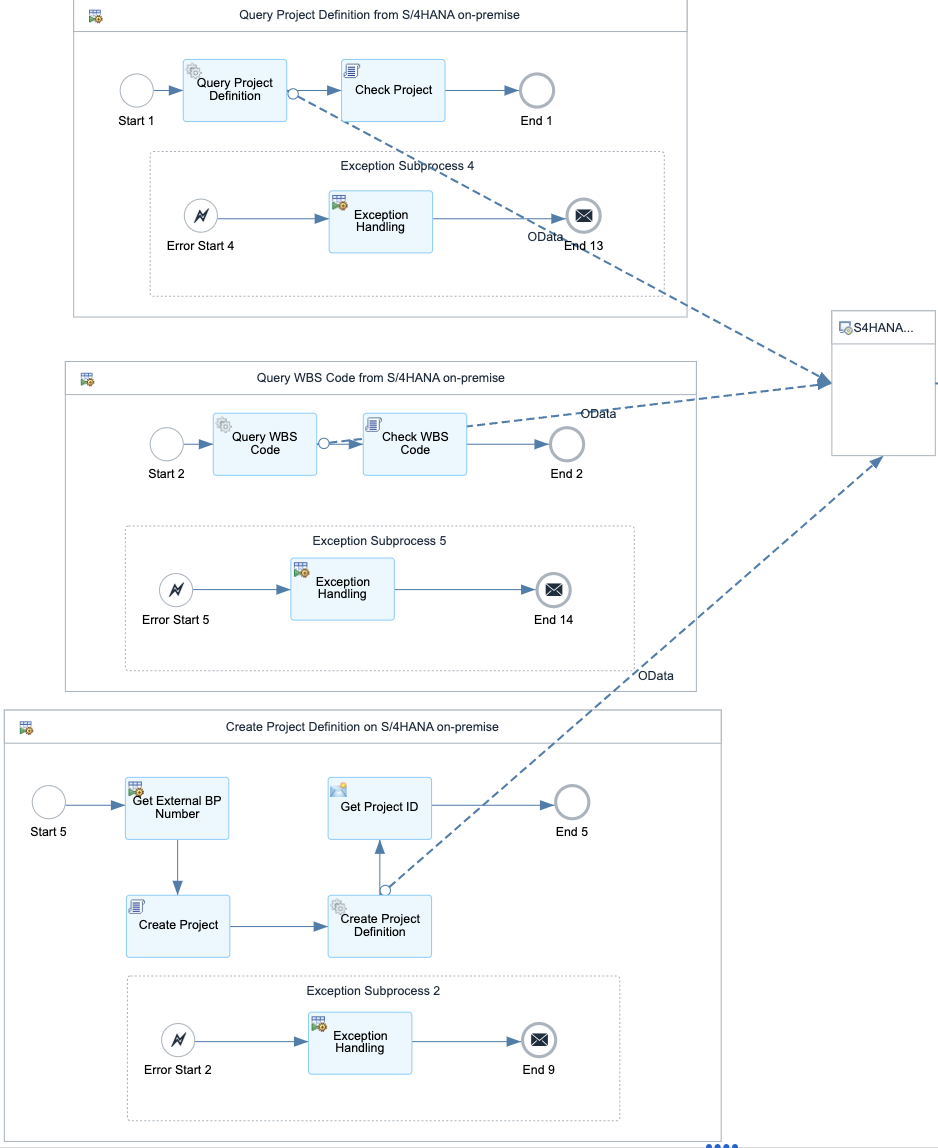 Query Project Definition from S/4HANA on-premise
Query Project
Definition
Check Project
Start 1
End 1
Exception Subprocess 4
Exception
Handling
Error Start 4
OData
End 13
S4HANA...
Query WBS Code from S/4HANA on-premise
OData
Query WBS
Code
Check WBS
Code
Start 2
End 2
Exception Subprocess 5
Exception
Handling
Error Start 5
End 14
OData
Create Project Definition on S/4HANA on-premise
Get External BP
Number
Get Project ID
Start 5
End 5
Create Project
Create Project
Definition
Exception Subprocess 2
Exception
Handling
Error Start 2
End 9